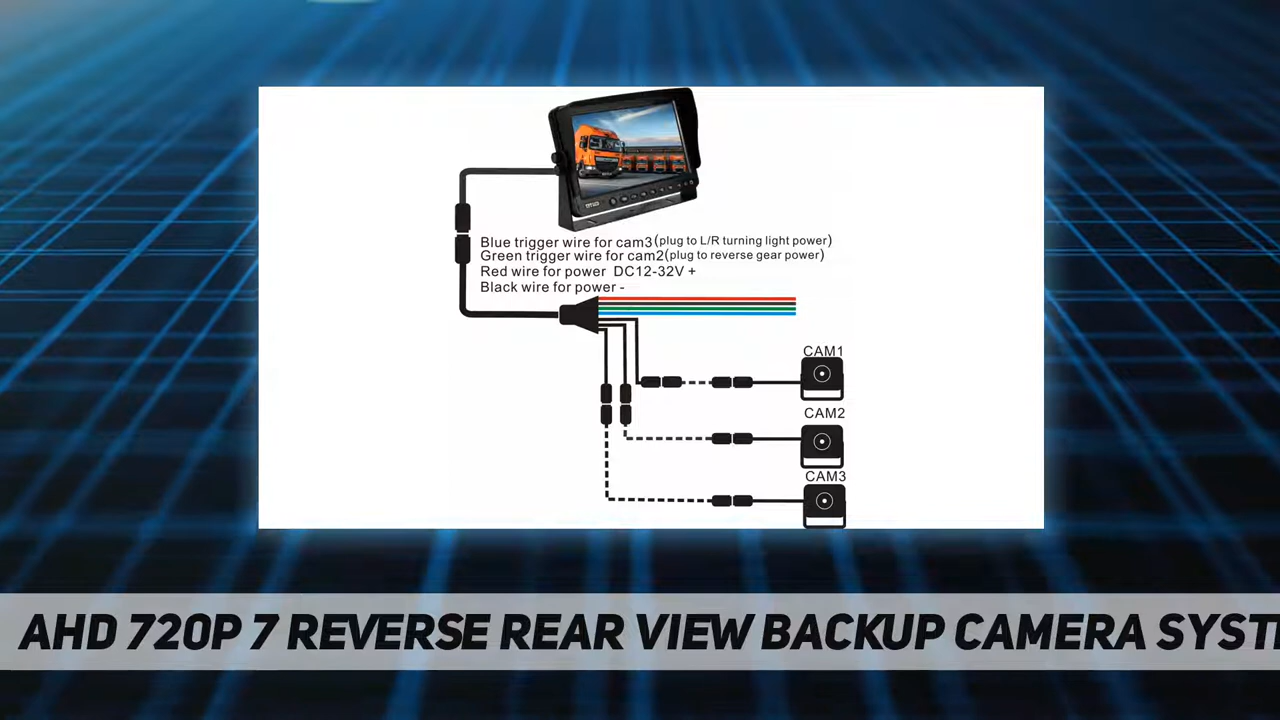 Blue trigger wire for cam3(plug to L/R turning light power)
Green trigger wire for cam2(plug to reverse gear power)
Red wire for power DC12-32V +
Black wire for power -
CAM1
CAM2
CAM3
AHD 720P 7 REVERSE REAR VIEW BACKUP CAMERA SYST